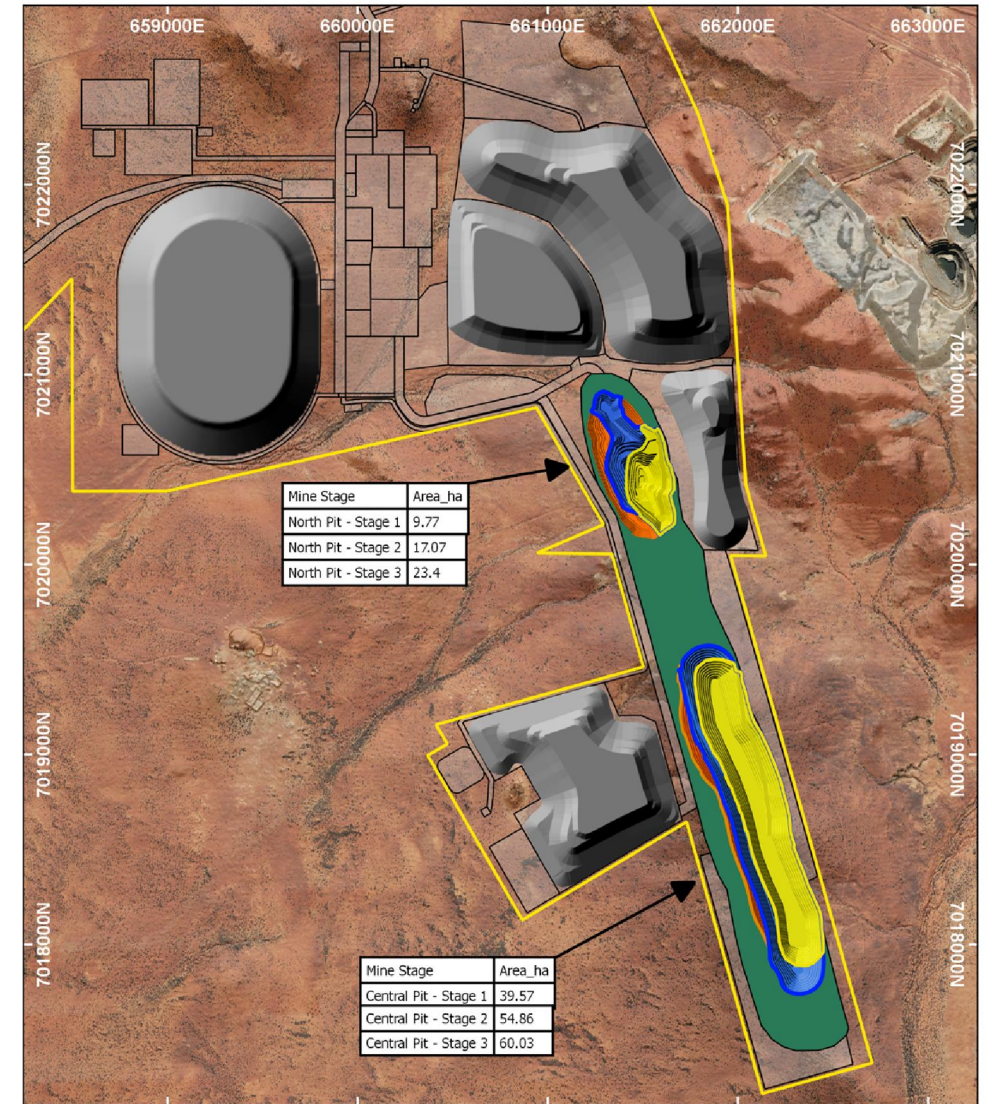 659000E 660000E 661000E 662000E 663000E
7022000N 7022000N
7021000N 7021000N
Mine Stage Area_ha
North Pit - Stage 1 9.77
North Pit - Stage 2 17.07
North Pit - Stage 3 23.4
7020000N 7020000N
7019000N 7019000N
7018000N 7018000N
Mine Stage Area_ha
Central Pit - Stage 1 39.57
Central Pit - Stage 2 54.86
Central Pit - Stage 3 60.03